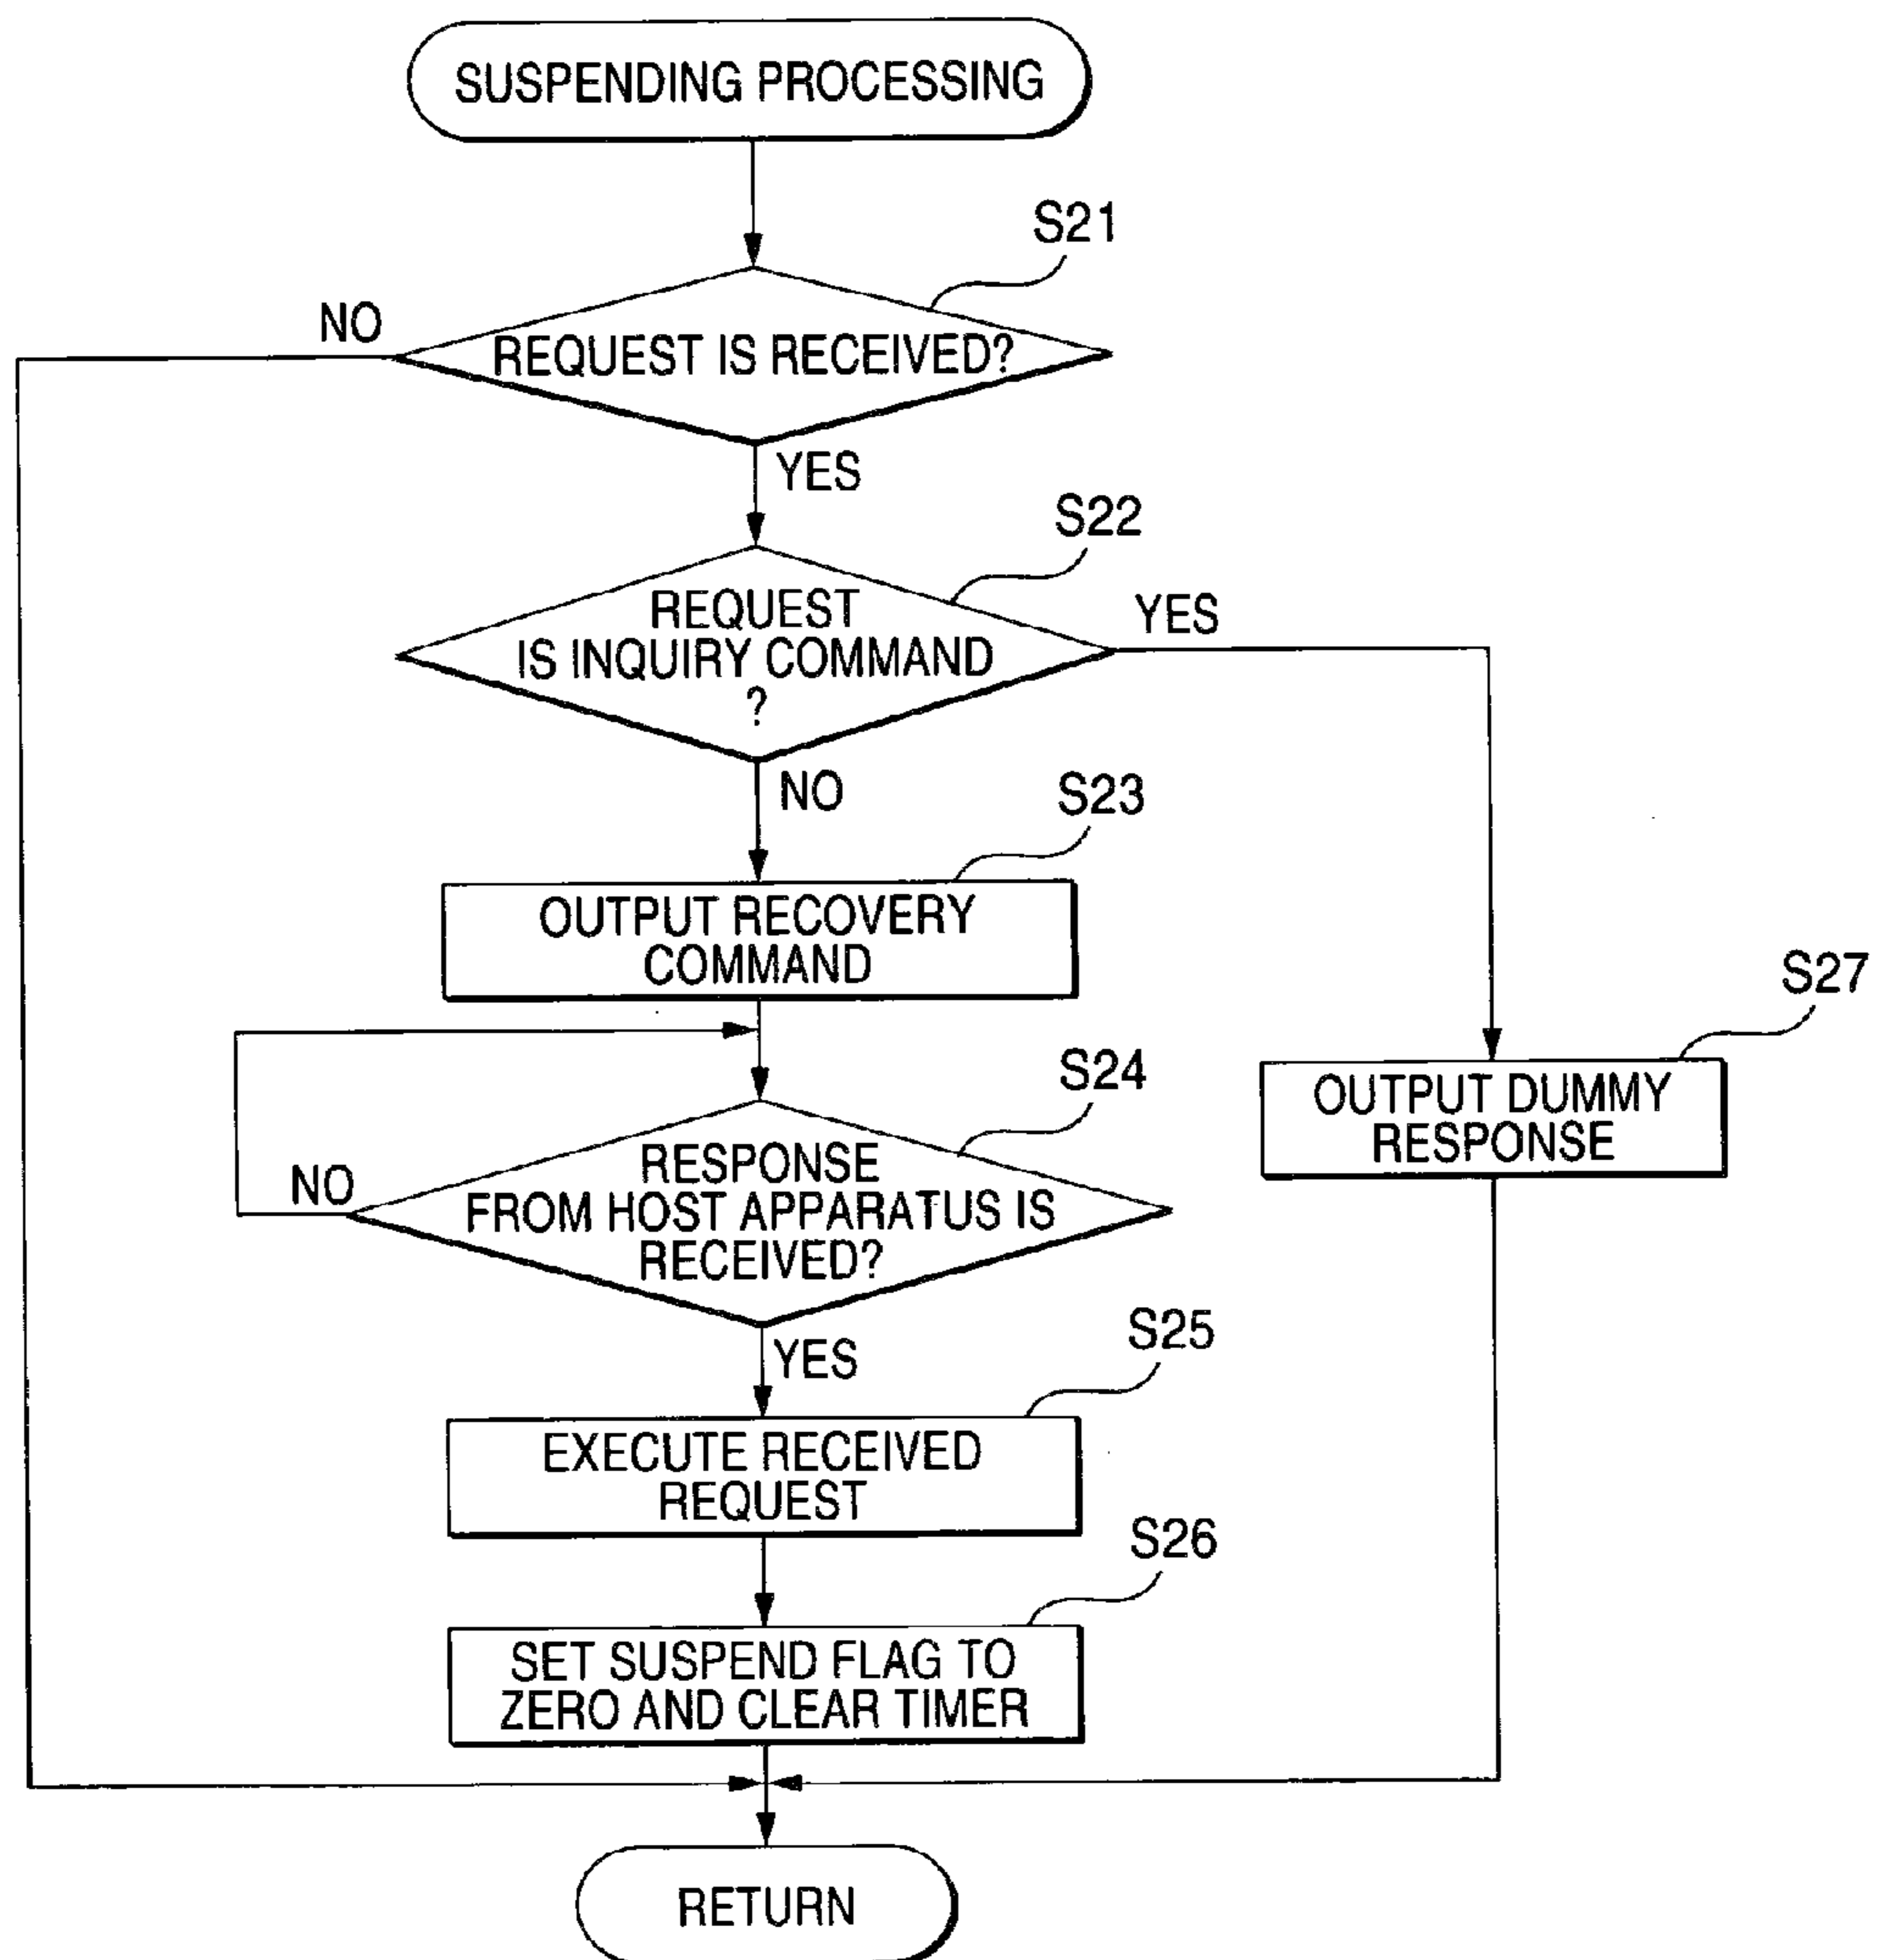 SUSPENDING PROCESSING
S21
NO
REQUEST IS RECEIVED?
YES
S22
REQUEST
IS INQUIRY COMMAND
?
YES
NO
S23
OUTPUT RECOVERY
COMMAND
S27
OUTPUT DUMMY
RESPONSE
S24
NO
RESPONSE
FROM HOST APPARATUS IS
RECEIVED?
YES
S25
EXECUTE RECEIVED
REQUEST
S26
SET SUSPEND FLAG TO
ZERO AND CLEAR TIMER
RETURN